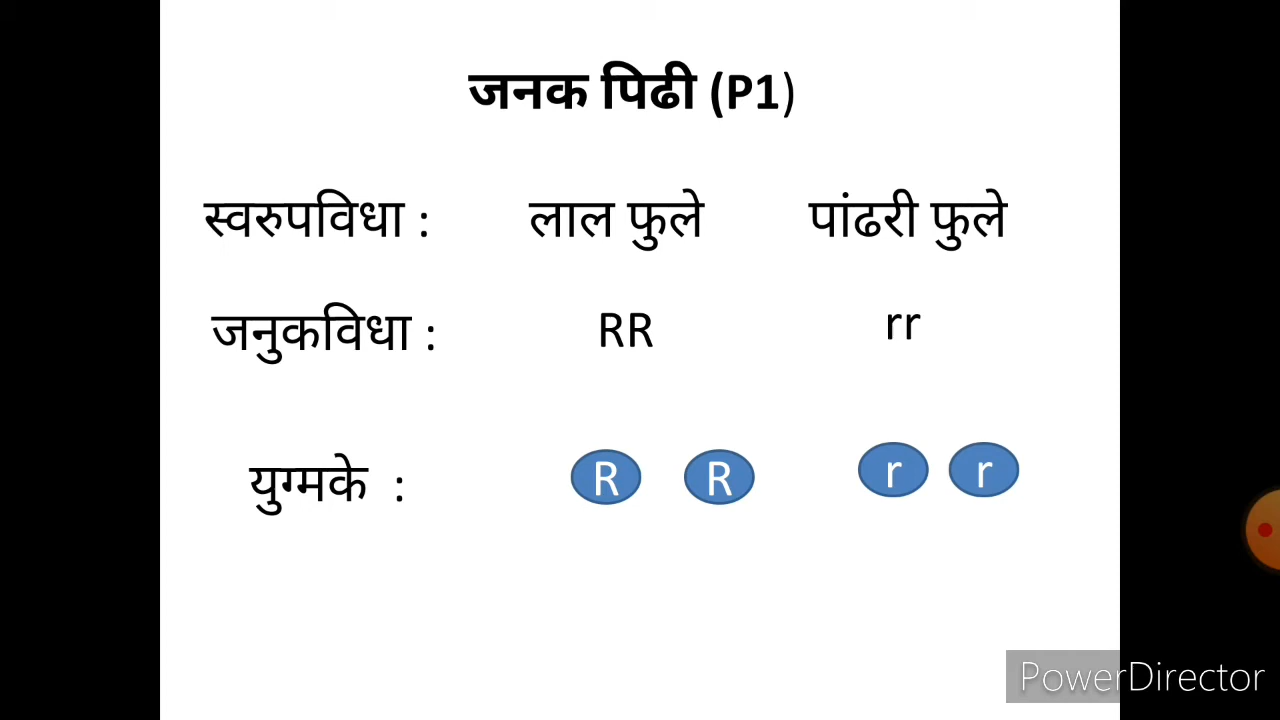 जनक पिढी (P1)
स्वरुपविधा : लाल फुले पांढरी फुले
जनुकविधा : RR rr
युग्मके : R R r r
PowerDirector